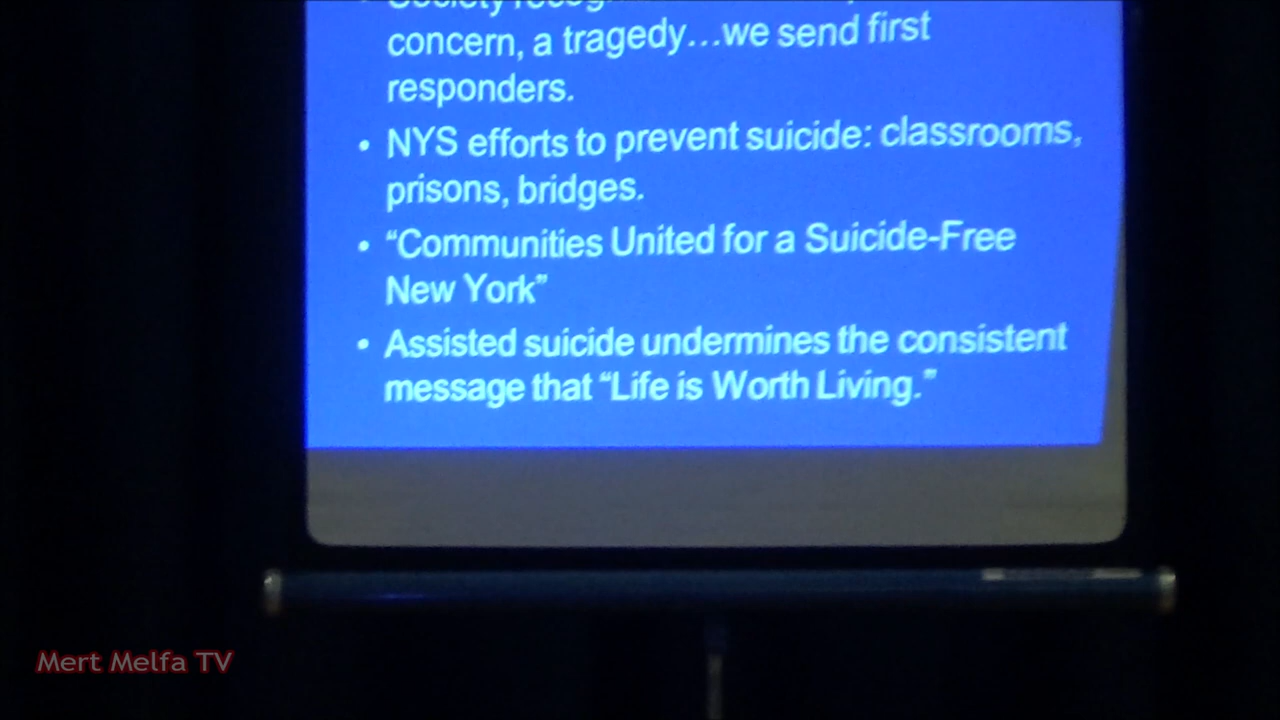 concern, a tragedy…we send first
responders.
• NYS efforts to prevent suicide: classrooms,
prisons, bridges.
• “Communities United for a Suicide-Free
New York”
• Assisted suicide undermines the consistent
message that “Life is Worth Living.”
Mert Melfa TV